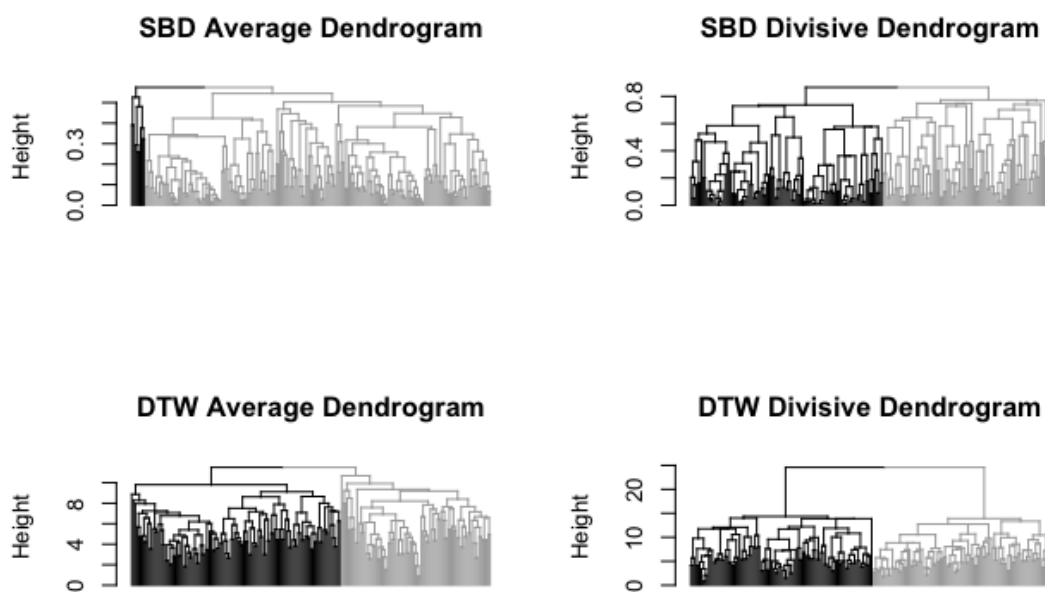 SBD Average Dendrogram
Height
0.0
0.3
SBD Divisive Dendrogram
Height
0.0
0.4
0.8
DTW Average Dendrogram
Height
0
4
8
DTW Divisive Dendrogram
Height
0
10
20